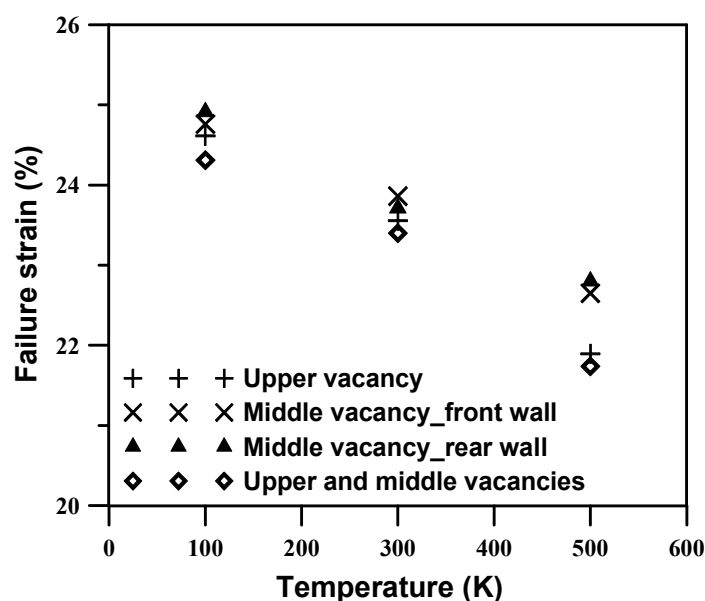 26
24
22
20
Failure strain (%)
Upper vacancy
Middle vacancy_front wall
Middle vacancy_rear wall
Upper and middle vacancies
0 100 200 300 400 500 600
Temperature (K)